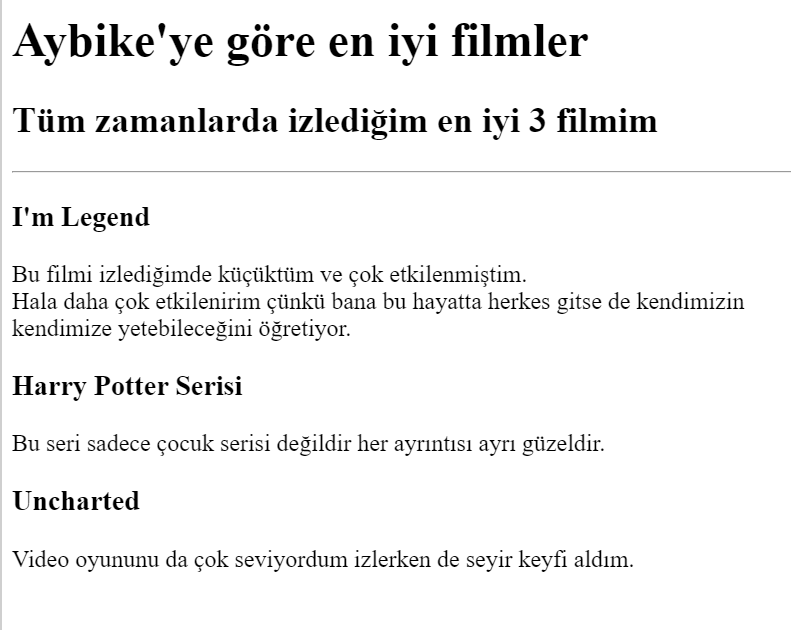 Aybike'ye göre en iyi filmler
Tüm zamanlarda izlediğim en iyi 3 filmim
I'm Legend
Bu filmi izlediğimde küçüktüm ve çok etkilenmiştim.
Hala daha çok etkilenirim çünkü bana bu hayatta herkes gitse de kendimizin
kendimize yetebileceğini öğretiyor.
Harry Potter Serisi
Bu seri sadece çocuk serisi değildir her ayrıntısı ayrı güzeldir.
Uncharted
Video oyununu da çok seviyordum izlerken de seyir keyfi aldım.